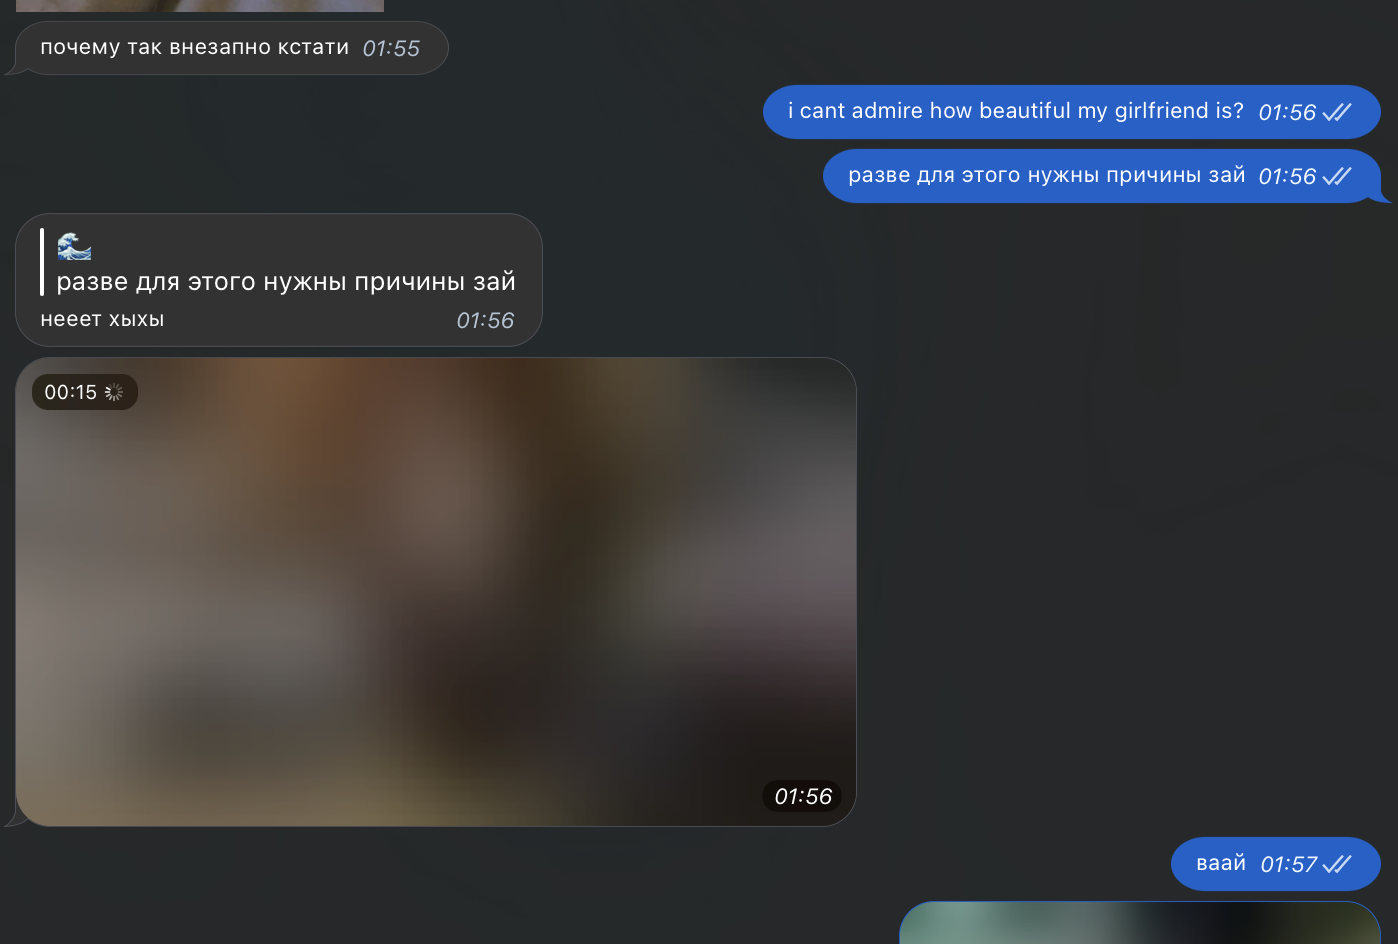 почему так внезапно кстати 01:55
i cant admire how beautiful my girlfriend is? 01:56
разве для этого нужны причины зай 01:56
🌊
разве для этого нужны причины зай
нееет хыхы 01:56
00:15
01:56
ваай 01:57